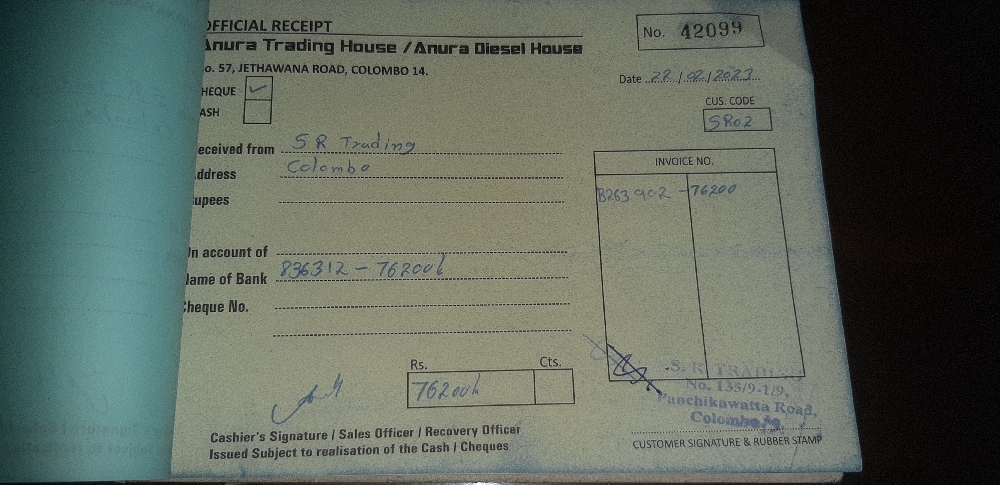 OFFICIAL RECEIPT
No. 42099
Anura Trading House / Anura Diesel House
o. 57, JETHAWANA ROAD, COLOMBO 14.
Date 22/02/2023
HEQUE ✓
ASH
CUS. CODE
SR02
eceived from S R Trading
ddress Colombo
upees
INVOICE NO.
B263902 - 76200
n account of
ame of Bank 836312 - 76200
heque No.
Rs. Cts.
76200
S. R. TRADING
No. 135/9-1/9,
Panchikawatta Road,
Colombo
Cashier's Signature / Sales Officer / Recovery Officer
Issued Subject to realisation of the Cash / Cheques
CUSTOMER SIGNATURE & RUBBER STAMP